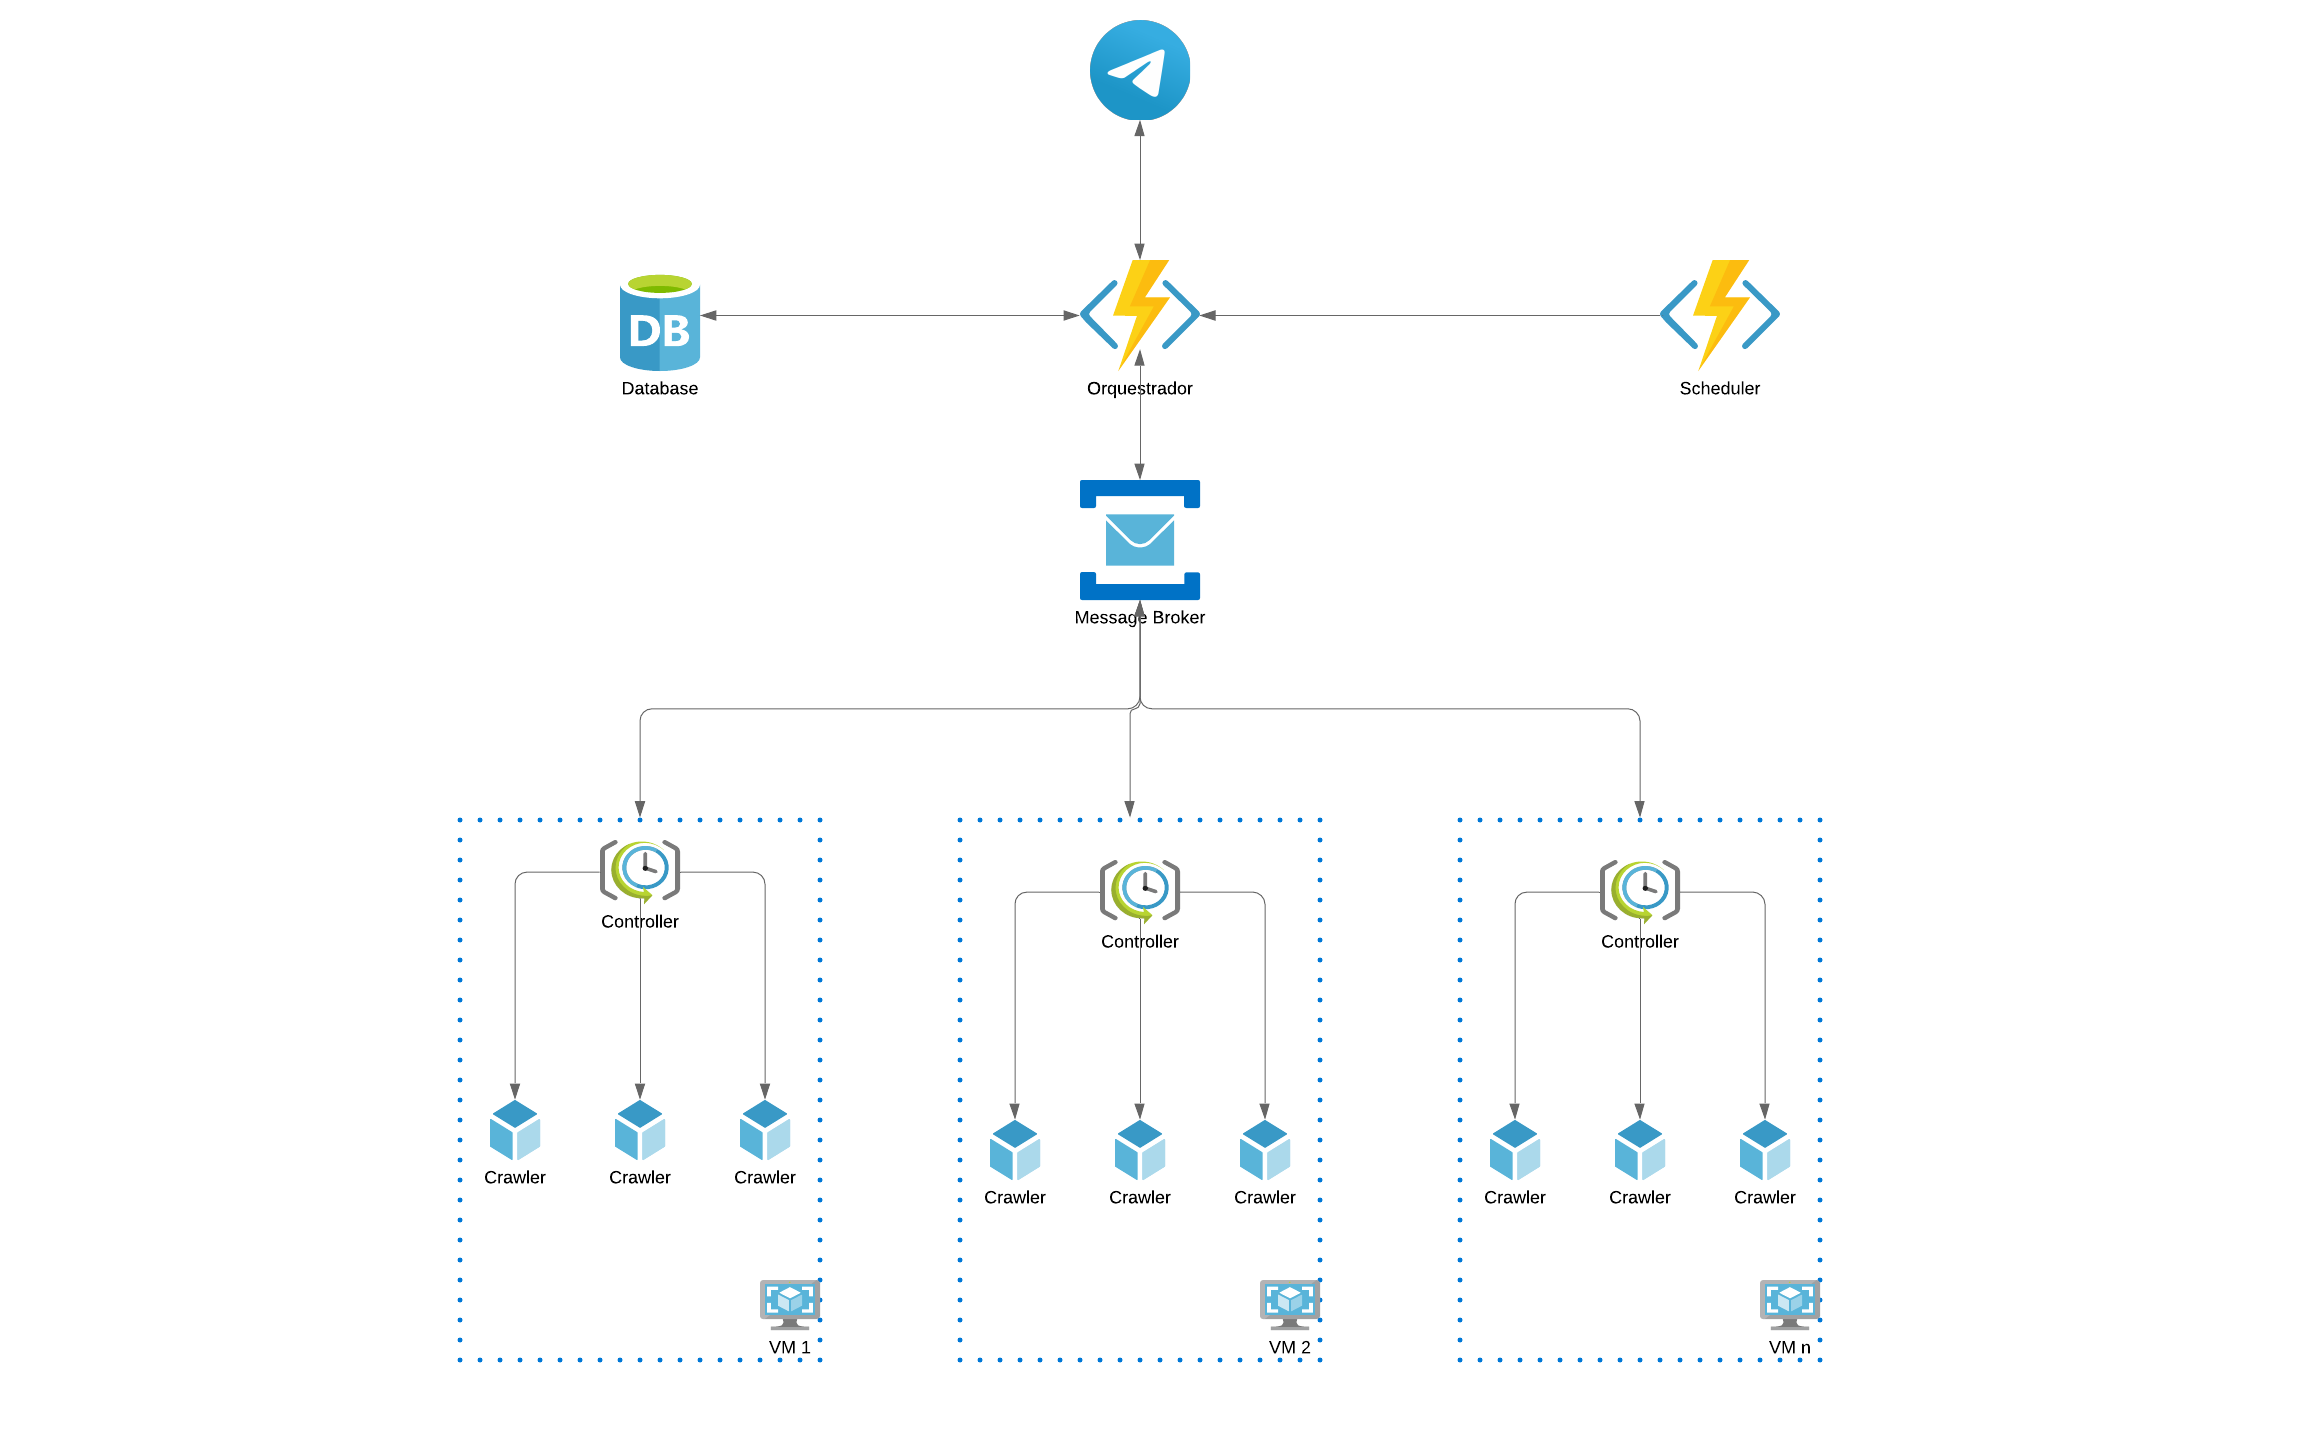 DB
Database
Orquestrador
Scheduler
Message Broker
Controller
Controller
Controller
Crawler
Crawler
Crawler
Crawler
Crawler
Crawler
Crawler
Crawler
Crawler
VM 1
VM 2
VM n